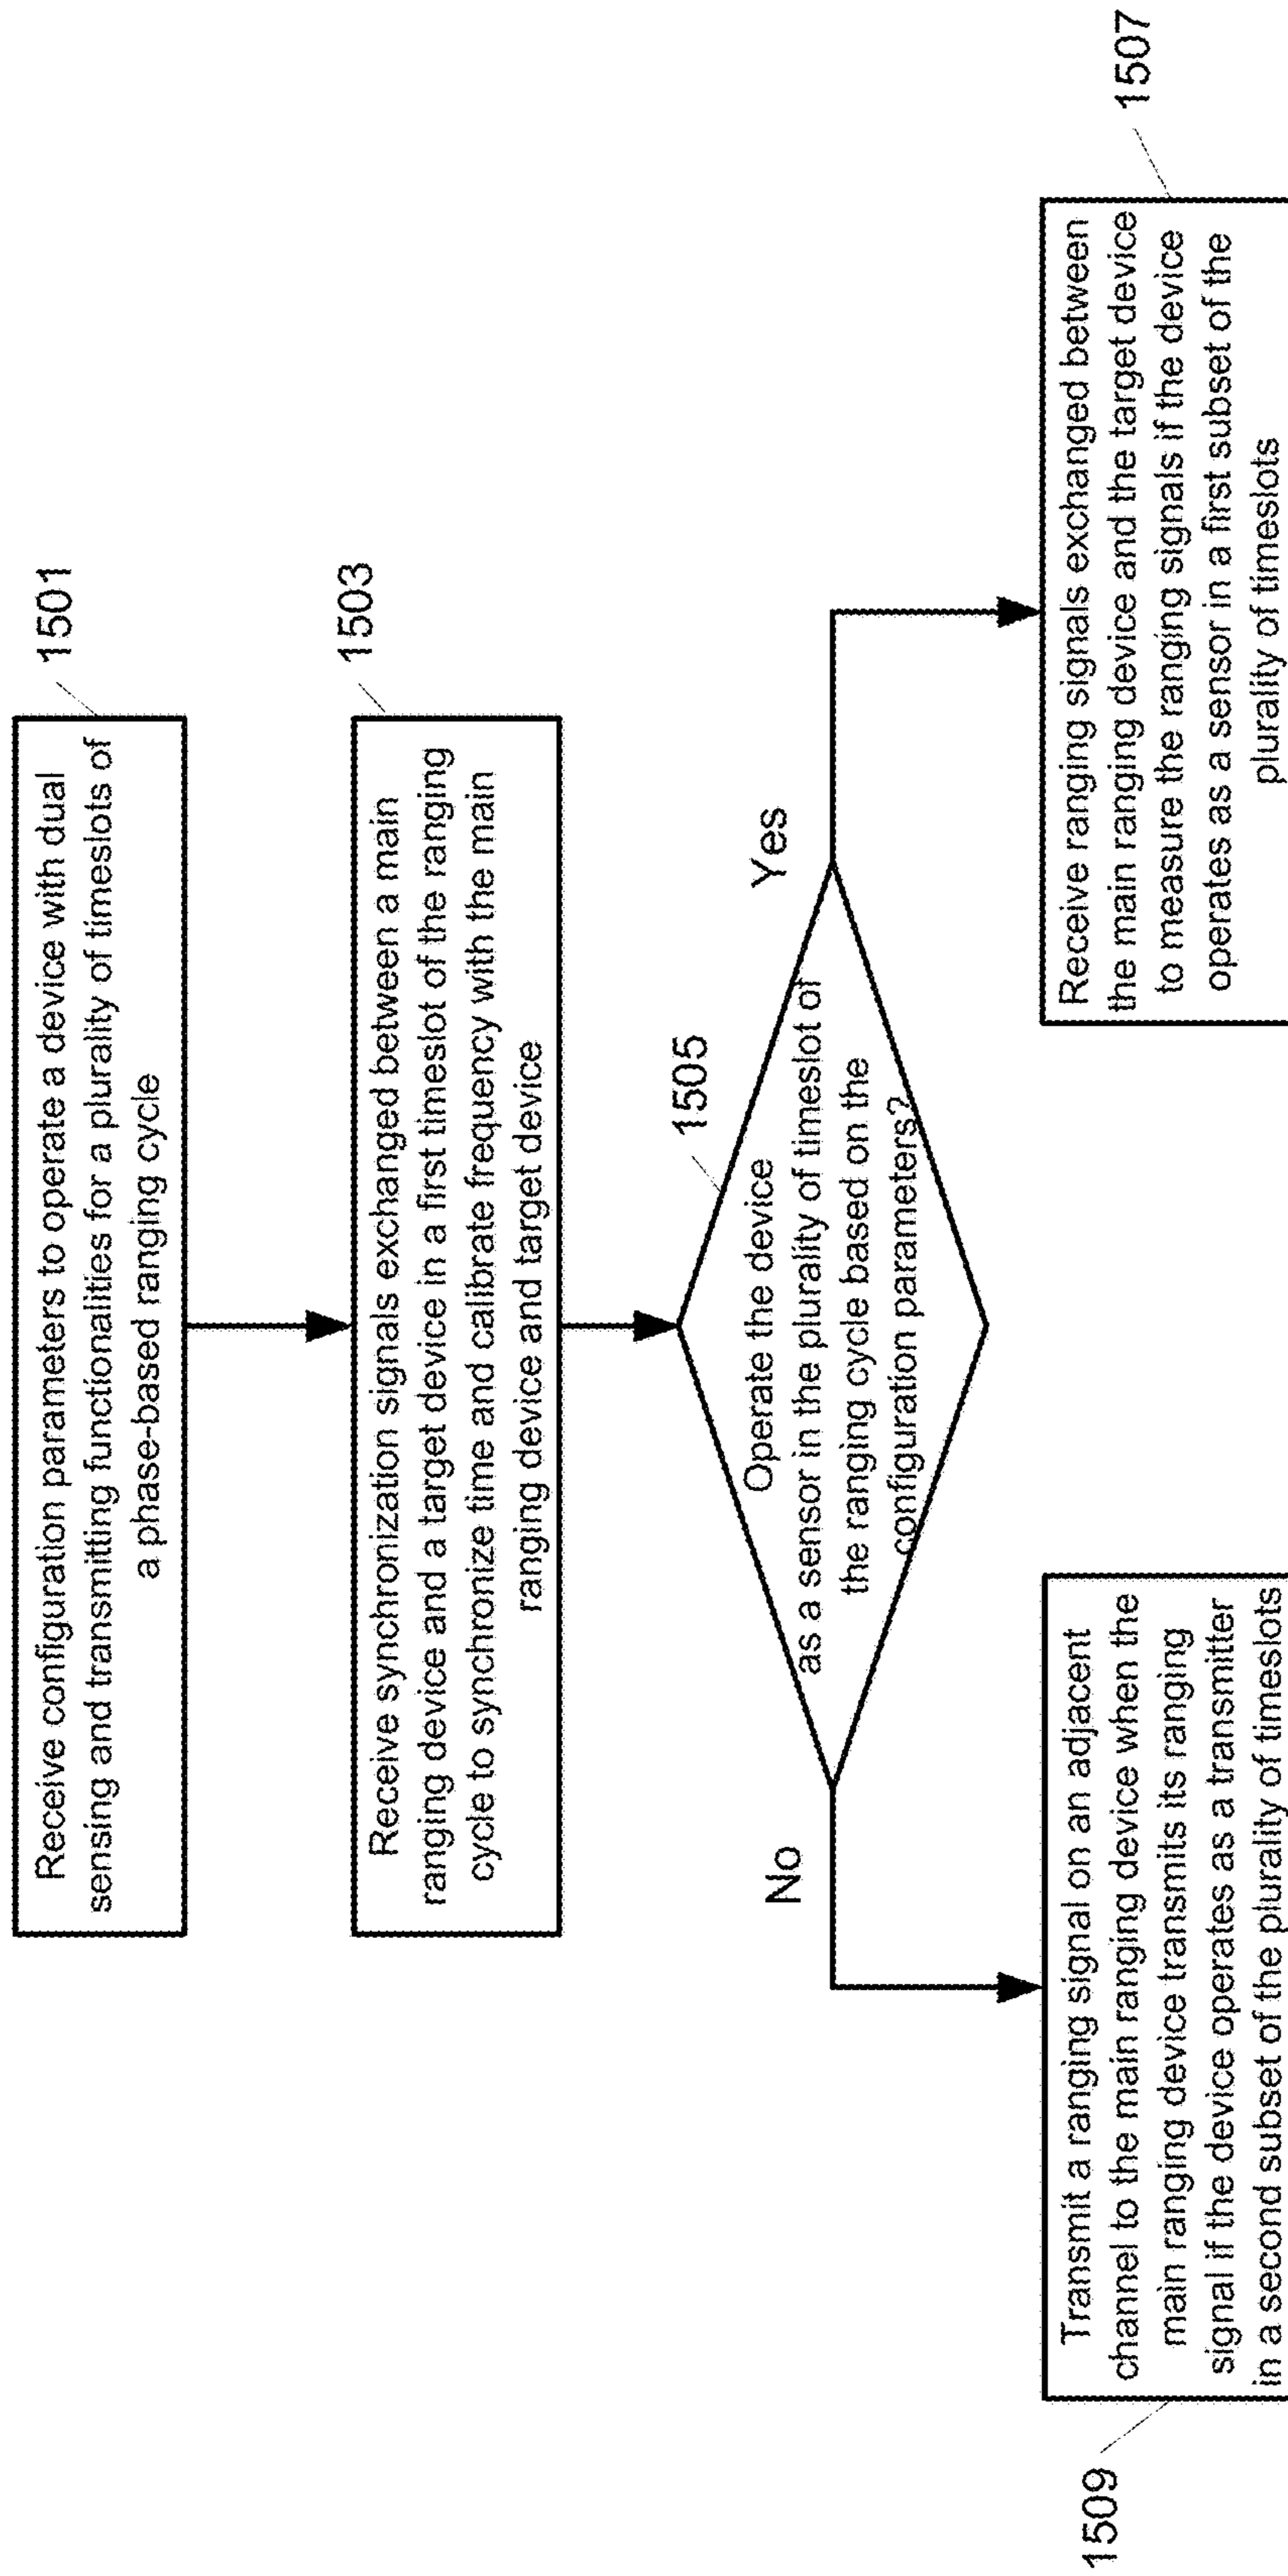 1501
Receive configuration parameters to operate a device with dual
sensing and transmitting functionalities for a plurality of timeslots of
a phase-based ranging cycle
1503
Receive synchronization signals exchanged between a main
ranging device and a target device in a first timeslot of the ranging
cycle to synchronize time and calibrate frequency with the main
ranging device and target device
1505
Operate the device
as a sensor in the plurality of timeslot of
the ranging cycle based on the
configuration parameters?
No
Yes
1509
Transmit a ranging signal on an adjacent
channel to the main ranging device when the
main ranging device transmits its ranging
signal if the device operates as a transmitter
in a second subset of the plurality of timeslots
1507
Receive ranging signals exchanged between
the main ranging device and the target device
to measure the ranging signals if the device
operates as a sensor in a first subset of the
plurality of timeslots